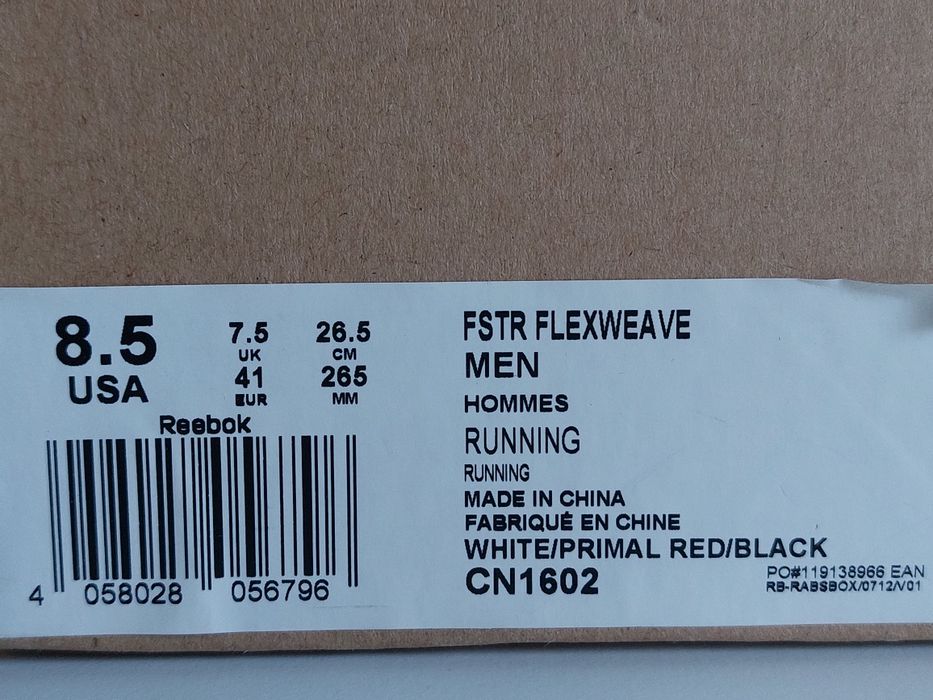 8.5
USA
7.5
UK
41
EUR
26.5
CM
265
MM
Reebok
4 058028 056796
FSTR FLEXWEAVE
MEN
HOMMES
RUNNING
RUNNING
MADE IN CHINA
FABRIQUÉ EN CHINE
WHITE/PRIMAL RED/BLACK
CN1602
PO#119138966 EAN
RB-RABSBOX/0712/V01